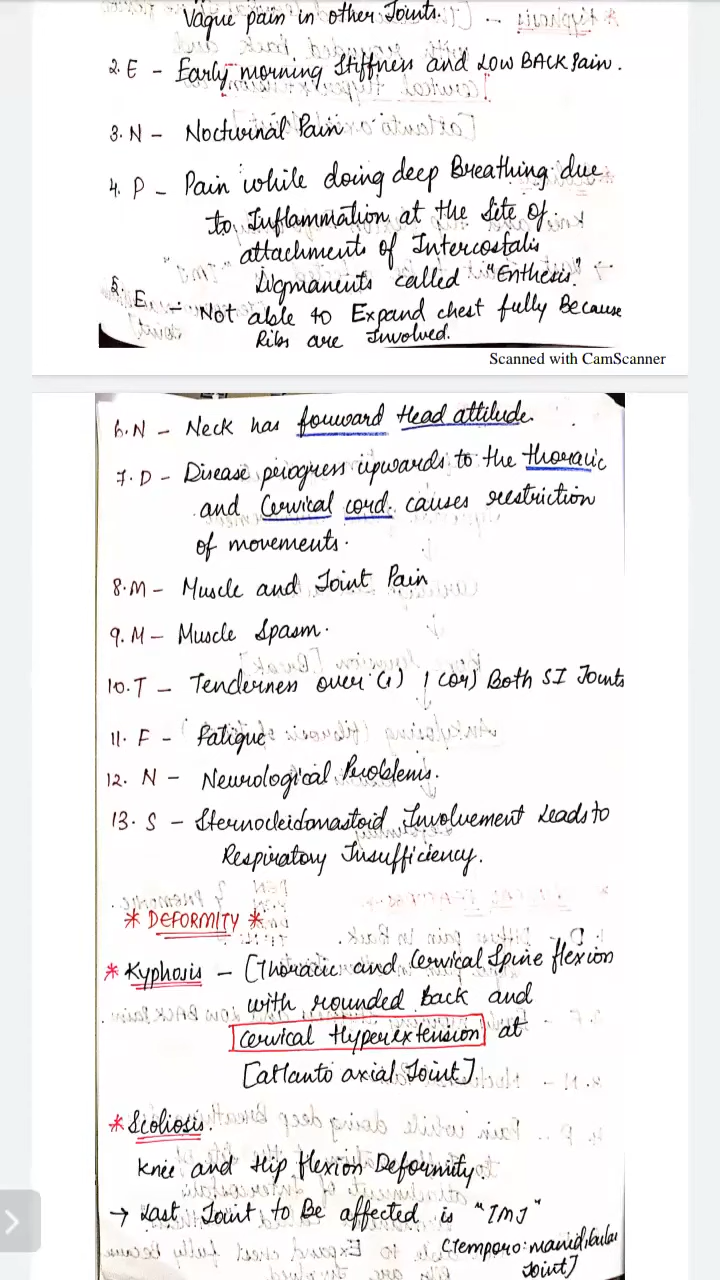 Vague pain in other Joints.
2. E - Early morning Stiffness and Low BACK Pain.
3. N - Nocturinal Pain
4. P - Pain while doing deep Breathing due
to Inflammation at the Site of
attachments of Intercostalis
Ligmanents called "Enthesis".
5. E - Not able to Expand chest fully Because
Ribs are Involved.
Scanned with CamScanner
6. N - Neck has forward Head attitude.
7. D - Disease progress upwards to the thoracic
and Cervical cord. causes restriction
of movements.
8. M - Muscle and Joint Pain
9. M - Muscle Spasm.
10. T - Tenderness over (1) / (or) Both SI Joints
11. F - Fatigue
12. N - Neurological Problems.
13. S - Sternocleidomastoid Involvement Leads to
Respiratory Insufficiency.
* DEFORMITY *
* Kyphosis - [Thoracic and Cervical Spine flexion
with rounded back and
Cervical Hyperextension at
[atlanto axial Joint]
* Scoliosis.
Knee and Hip flexion Deformity.
→ Last Joint to Be affected is "TMJ"
(Temporo:manidibular
Joint]